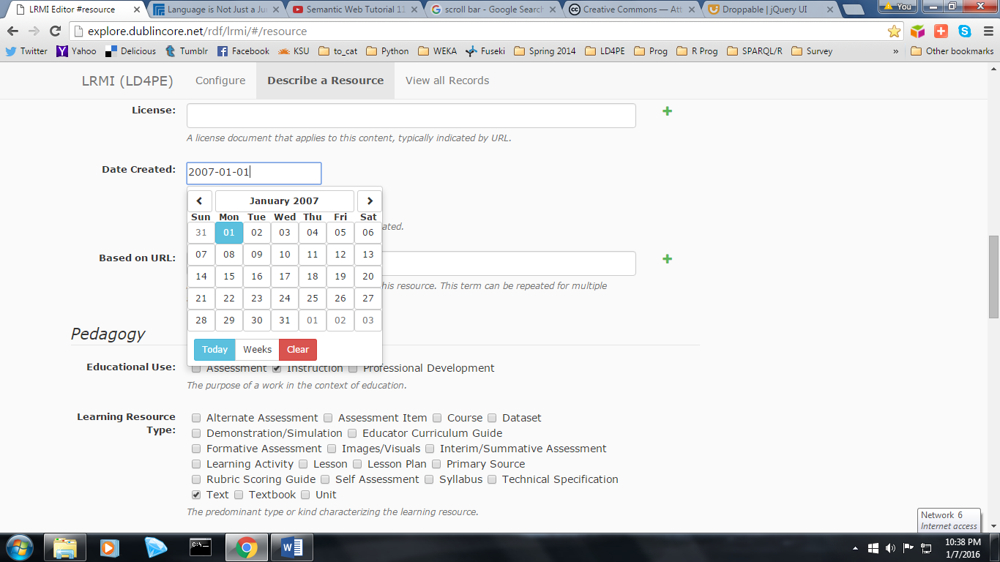 LRMI Editor #resource
Language is Not Just a Ju
Semantic Web Tutorial 11
scroll bar - Google Search
Creative Commons — Att
Droppable | jQuery UI
You
explore.dublincore.net/rdf/lrmi/#/resource
Twitter Yahoo Delicious Tumblr Facebook KSU to_cat Python WEKA Fuseki Spring 2014 LD4PE Prog R Prog SPARQL/R Survey » Other bookmarks
LRMI (LD4PE) Configure Describe a Resource View all Records
License:
A license document that applies to this content, typically indicated by URL.
Date Created: 2007-01-01
January 2007
Sun Mon Tue Wed Thu Fri Sat
31 01 02 03 04 05 06
ated.
07 08 09 10 11 12 13
Based on URL:
14 15 16 17 18 19 20
his resource. This term can be repeated for multiple
21 22 23 24 25 26 27
28 29 30 31 01 02 03
Pedagogy
Today Weeks Clear
Educational Use: Assessment Instruction Professional Development
The purpose of a work in the context of education.
Learning Resource Type:
Alternate Assessment Assessment Item Course Dataset
Demonstration/Simulation Educator Curriculum Guide
Formative Assessment Images/Visuals Interim/Summative Assessment
Learning Activity Lesson Lesson Plan Primary Source
Rubric Scoring Guide Self Assessment Syllabus Technical Specification
Text Textbook Unit
The predominant type or kind characterizing the learning resource.
Network 6
Internet access
10:38 PM
1/7/2016